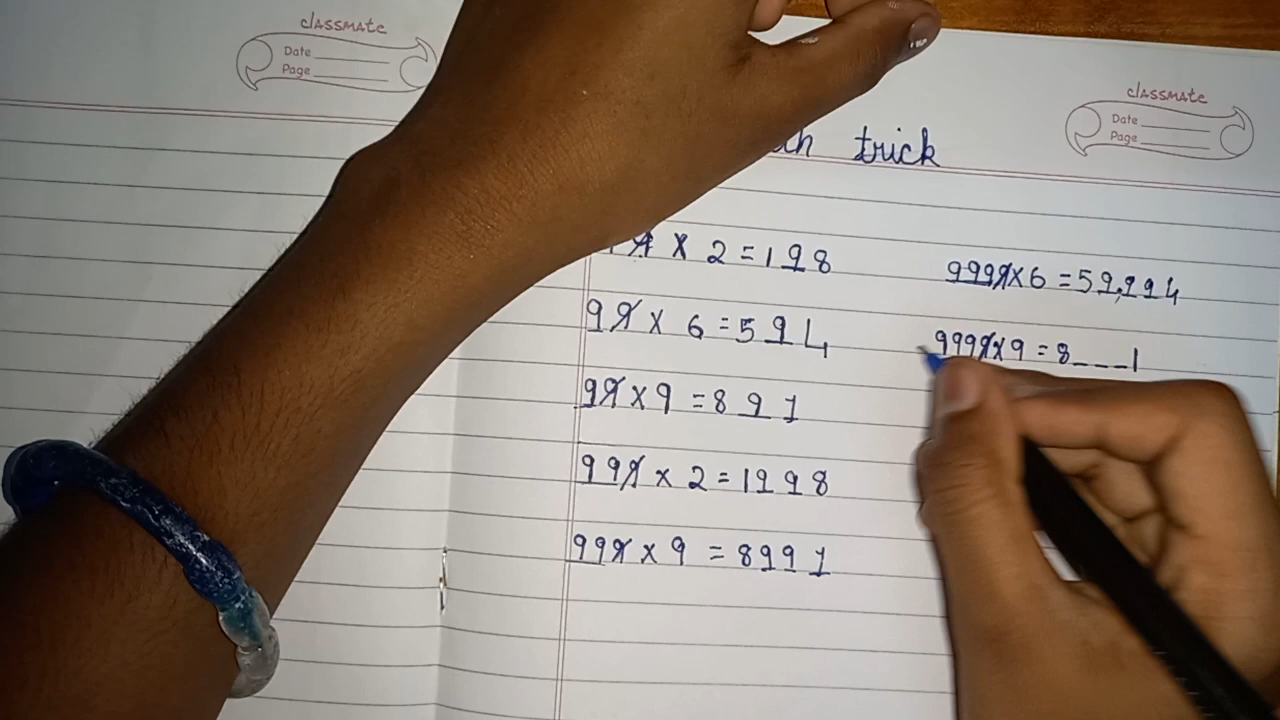 classmate
Date
Page
classmate
Date
Page
trick
× 2 = 198
99 × 6 = 594
99 × 9 = 891
999 × 2 = 1998
999 × 9 = 8991
9999 × 6 = 59,994
9999 × 9 = 8 _ _ _ 1